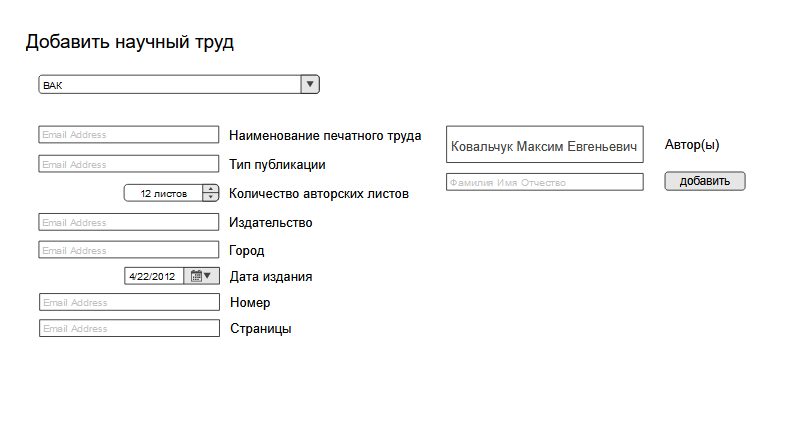 Добавить научный труд
ВАК
Email Address Наименование печатного труда
Email Address Тип публикации
12 листов Количество авторских листов
Email Address Издательство
Email Address Город
4/22/2012 Дата издания
Email Address Номер
Email Address Страницы
Ковальчук Максим Евгеньевич Автор(ы)
Фамилия Имя Отчество добавить